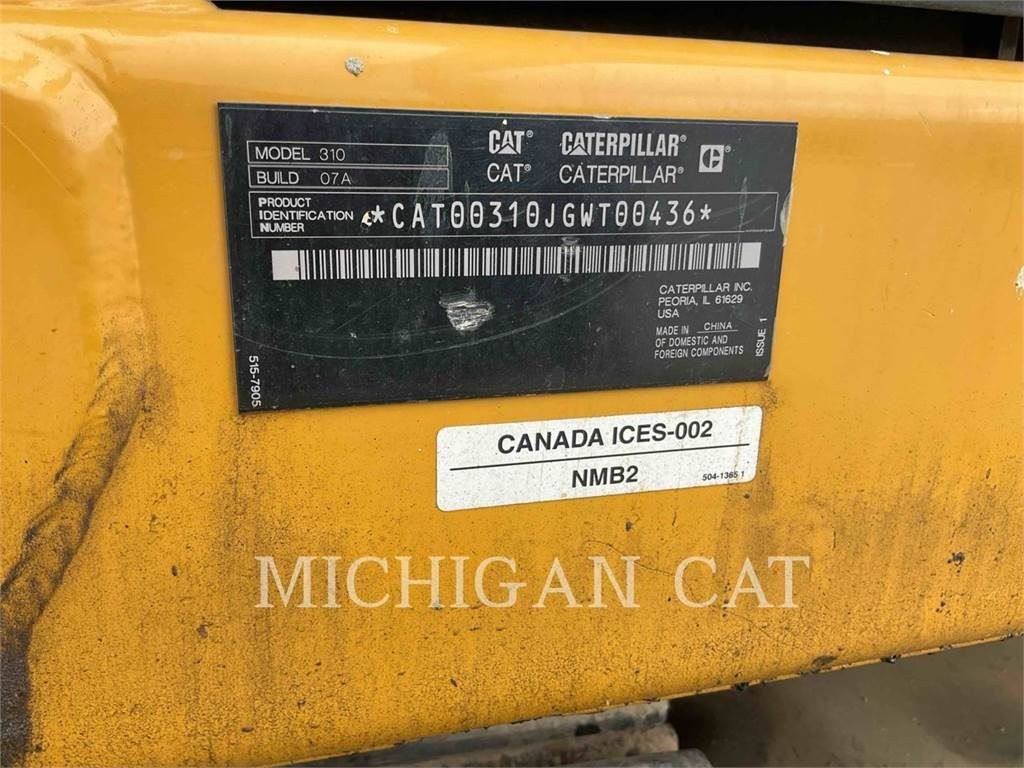 CAT® CATERPILLAR®
CAT® CATERPILLAR®
MODEL 310
BUILD 07A
PRODUCT
IDENTIFICATION
NUMBER
*CAT00310JGWT00436*
CATERPILLAR INC.
PEORIA, IL 61629
USA
MADE IN CHINA
OF DOMESTIC AND
FOREIGN COMPONENTS
ISSUE 1
515-7905
CANADA ICES-002
NMB2
504-1365 1
MICHIGAN CAT